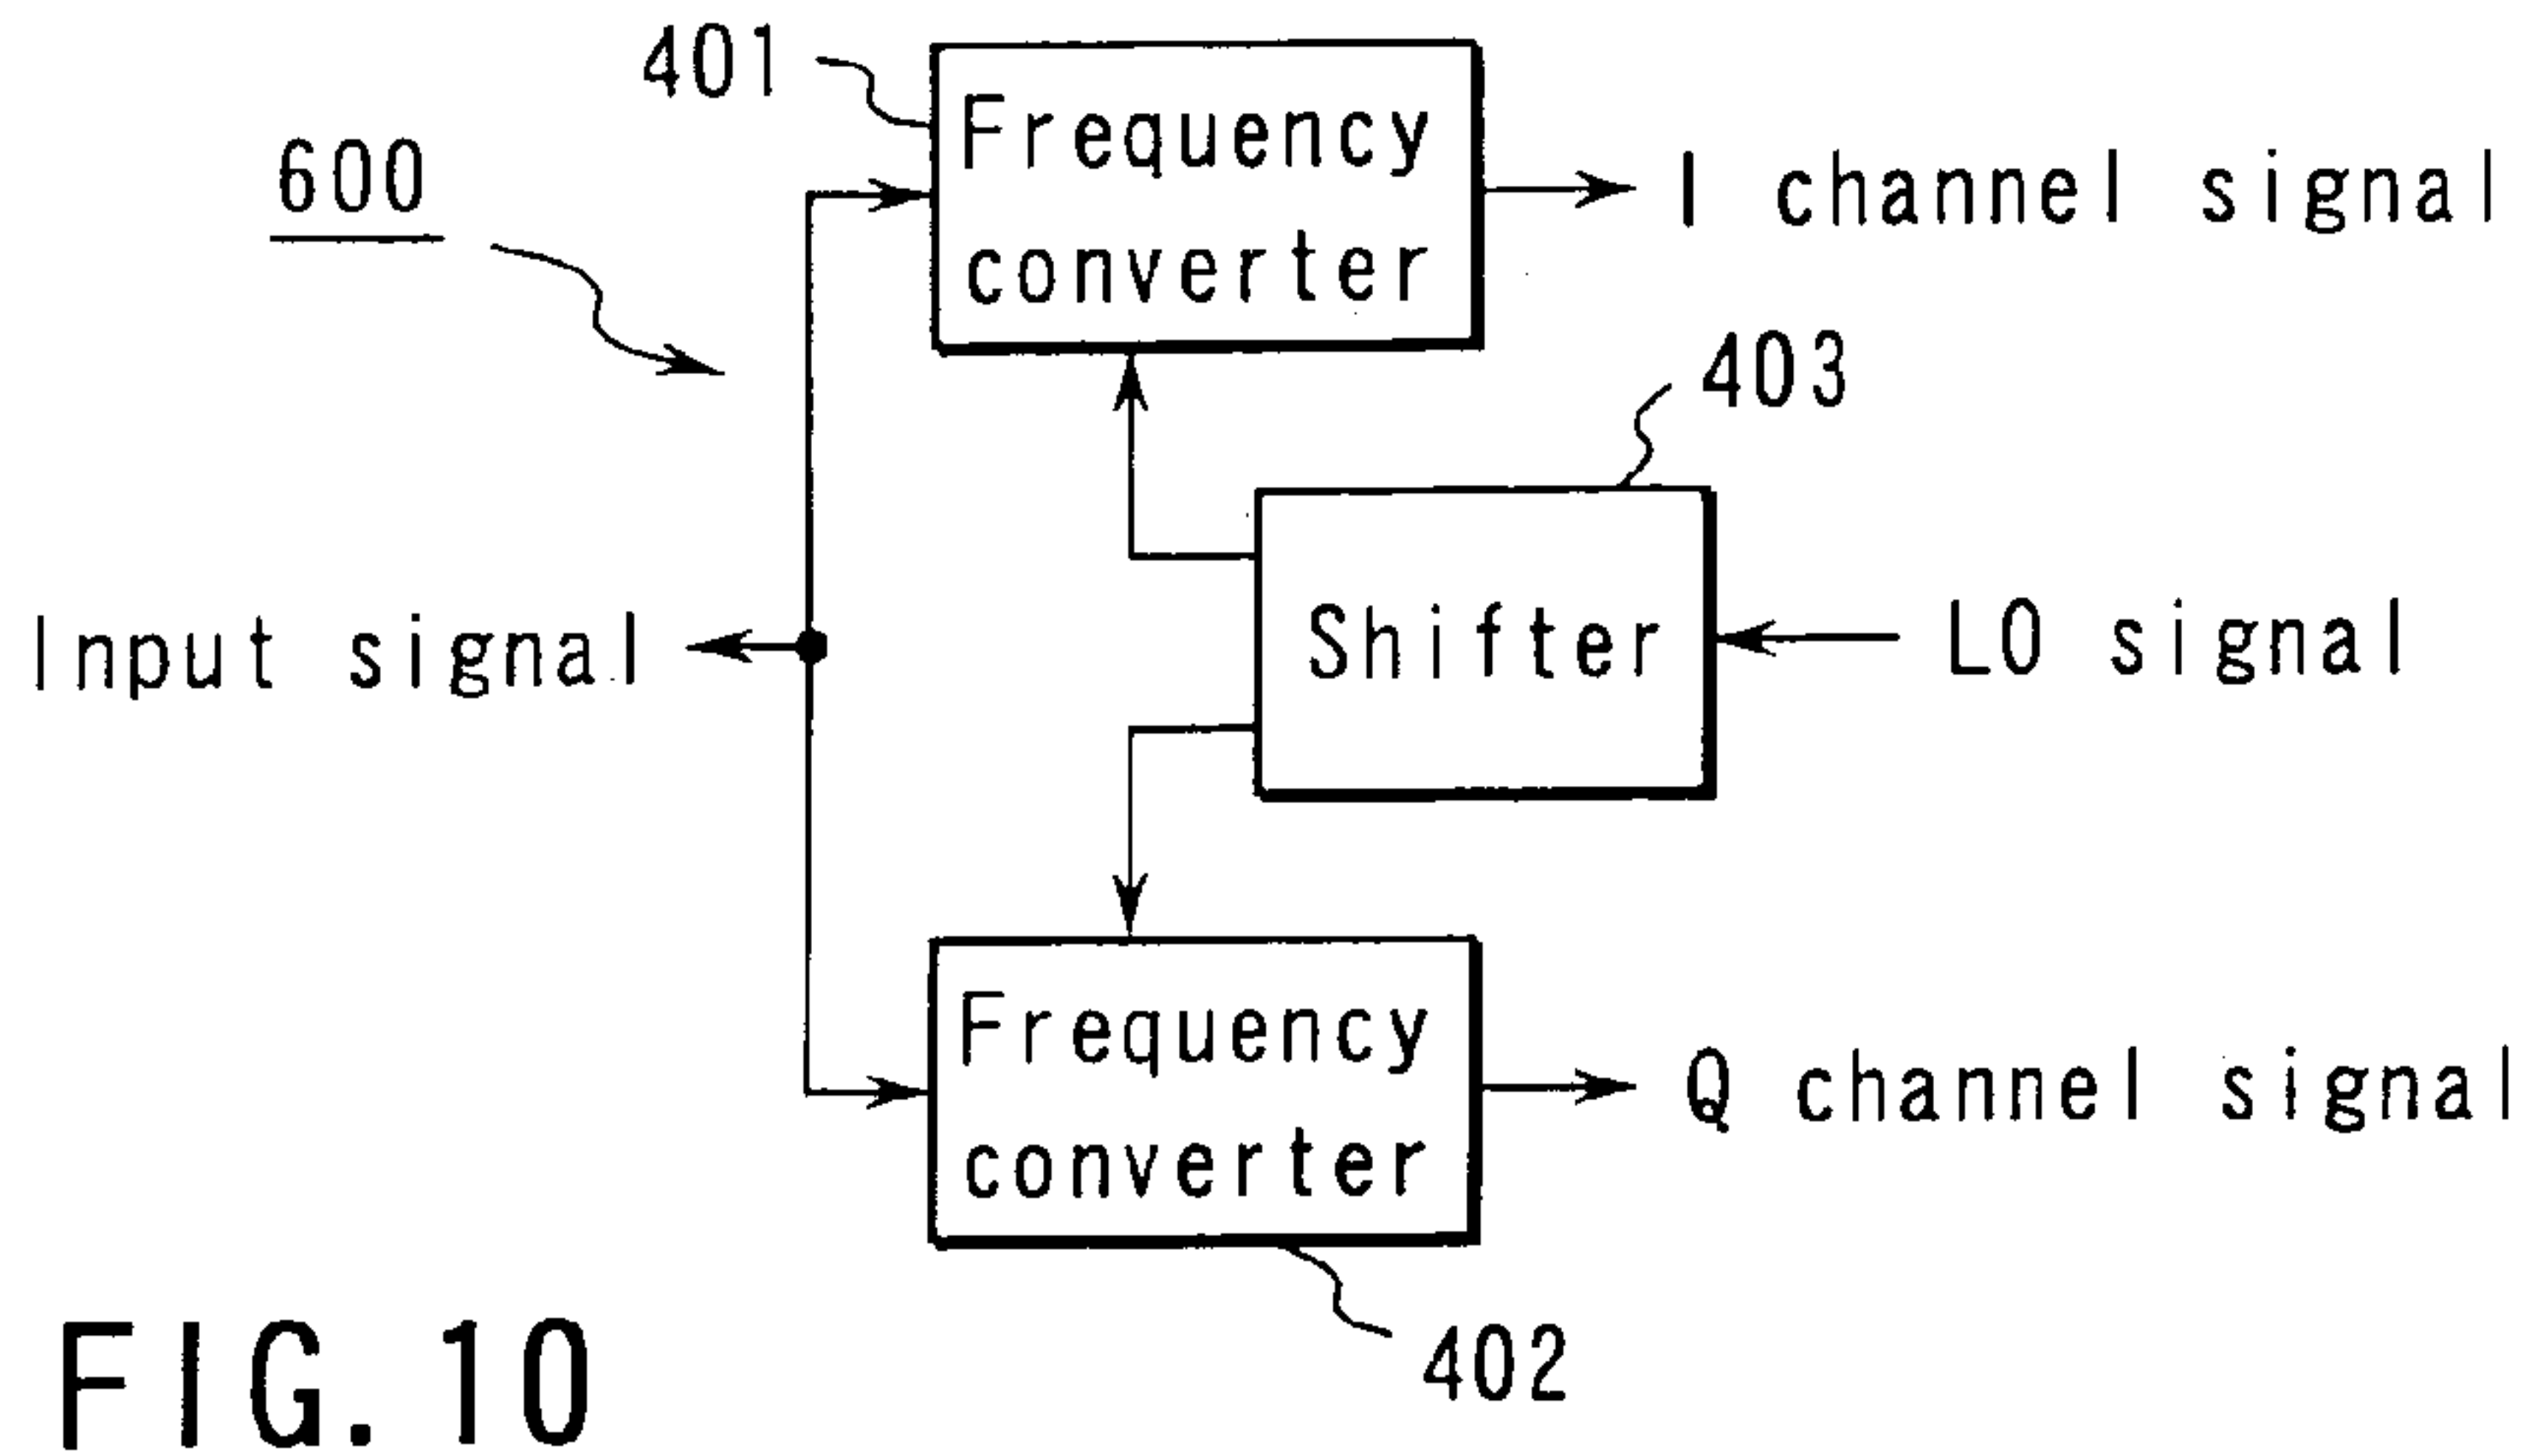 401
600
Frequency
converter
I channel signal
403
Input signal
Shifter
LO signal
Frequency
converter
Q channel signal
402
FIG. 10